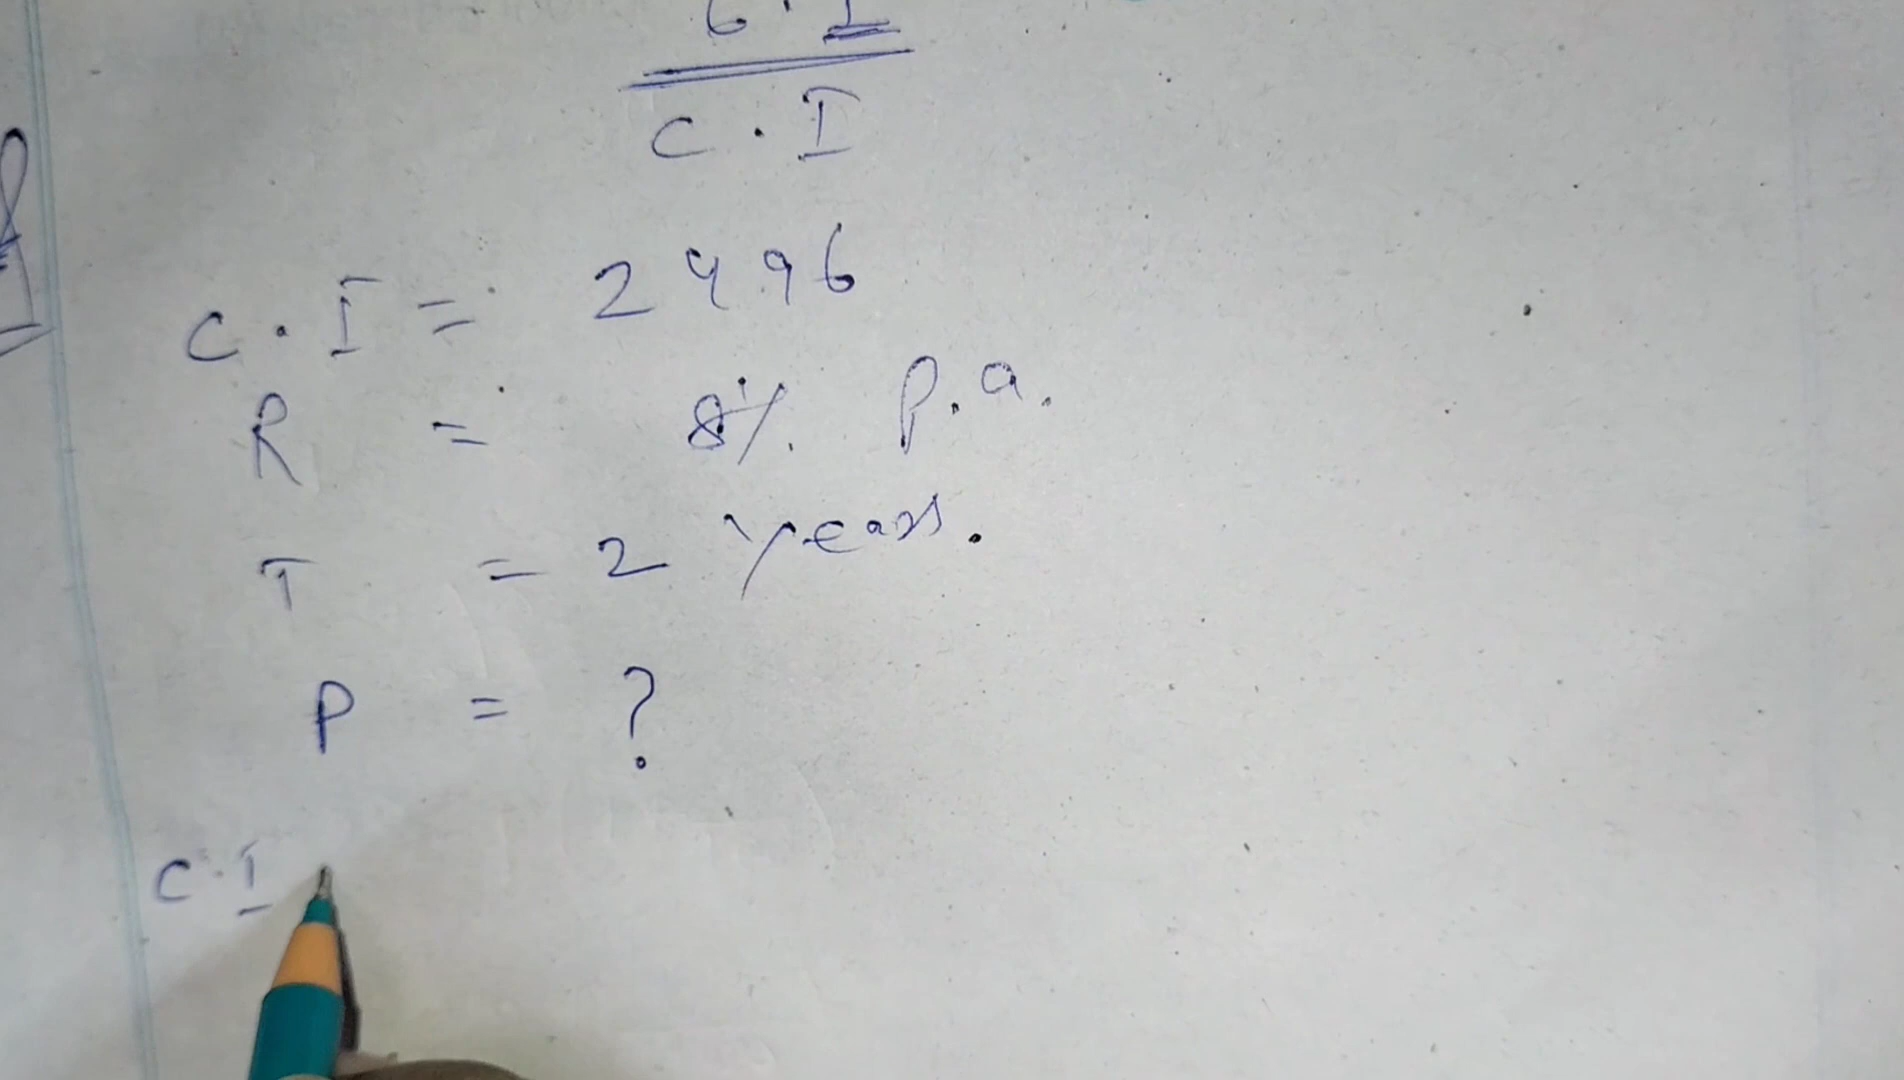 C.I
C.I = 2496
R = 8% P.a.
T = 2 years.
P = ?
C.I